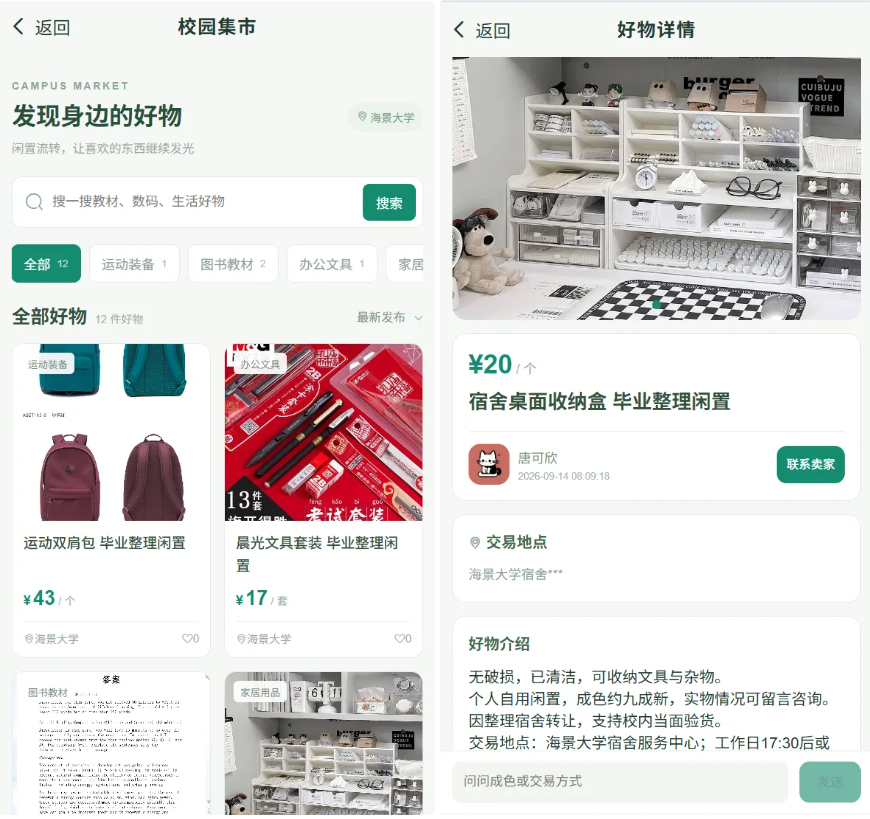 返回
校园集市
CAMPUS MARKET
发现身边的好物
海景大学
闲置流转，让喜欢的东西继续发光
搜一搜教材、数码、生活好物
搜索
全部 12
运动装备 1
图书教材 2
办公文具 1
家居
全部好物 12 件好物
最新发布
运动装备
运动双肩包 毕业整理闲置
¥43 / 个
海景大学
0
办公文具
13件套
fèng kǎo bì guò
考试套装
晨光文具套装 毕业整理闲置
¥17 / 套
海景大学
0
图书教材
答案
家居用品
返回
好物详情
burger
CUIBUJU
VOGUE
TREND
¥20 / 个
宿舍桌面收纳盒 毕业整理闲置
唐可欣
2026-09-14 08:09:18
联系卖家
交易地点
海景大学宿舍***
好物介绍
无破损，已清洁，可收纳文具与杂物。
个人自用闲置，成色约九成新，实物情况可留言咨询。
因整理宿舍转让，支持校内当面验货。
交易地点：海景大学宿舍服务中心；工作日17:30后或
问问成色或交易方式
发送